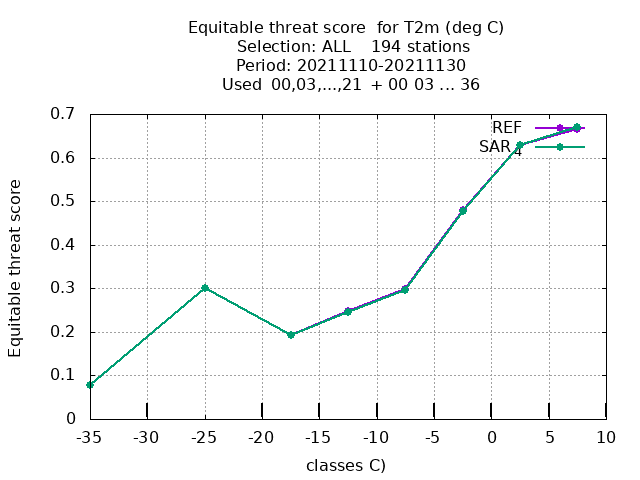 Equitable threat score  for T2m (deg C)
Selection: ALL    194 stations
Period: 20211110-20211130
Used  00,03,...,21  + 00 03 ... 36
Equitable threat score
0.7
0.6
0.5
0.4
0.3
0.2
0.1
0
REF
SAR4
-35 -30 -25 -20 -15 -10 -5 0 5 10
classes C)